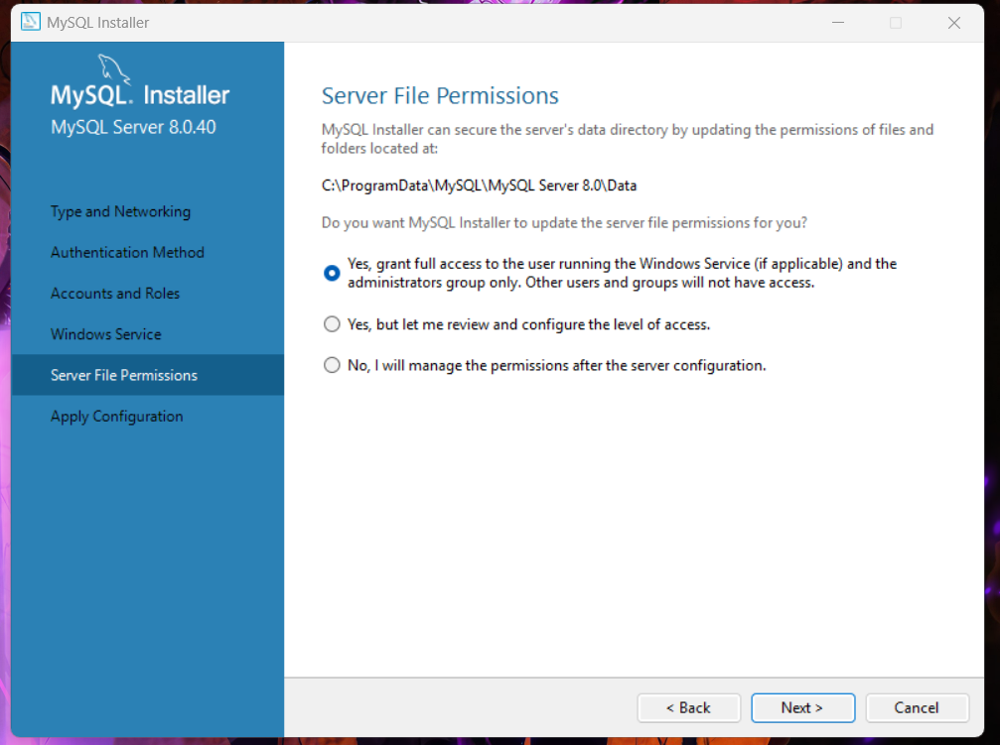 MySQL Installer
MySQL. Installer
MySQL Server 8.0.40
Type and Networking
Authentication Method
Accounts and Roles
Windows Service
Server File Permissions
Apply Configuration
Server File Permissions
MySQL Installer can secure the server's data directory by updating the permissions of files and
folders located at:
C:\ProgramData\MySQL\MySQL Server 8.0\Data
Do you want MySQL Installer to update the server file permissions for you?
Yes, grant full access to the user running the Windows Service (if applicable) and the
administrators group only. Other users and groups will not have access.
Yes, but let me review and configure the level of access.
No, I will manage the permissions after the server configuration.
< Back
Next >
Cancel